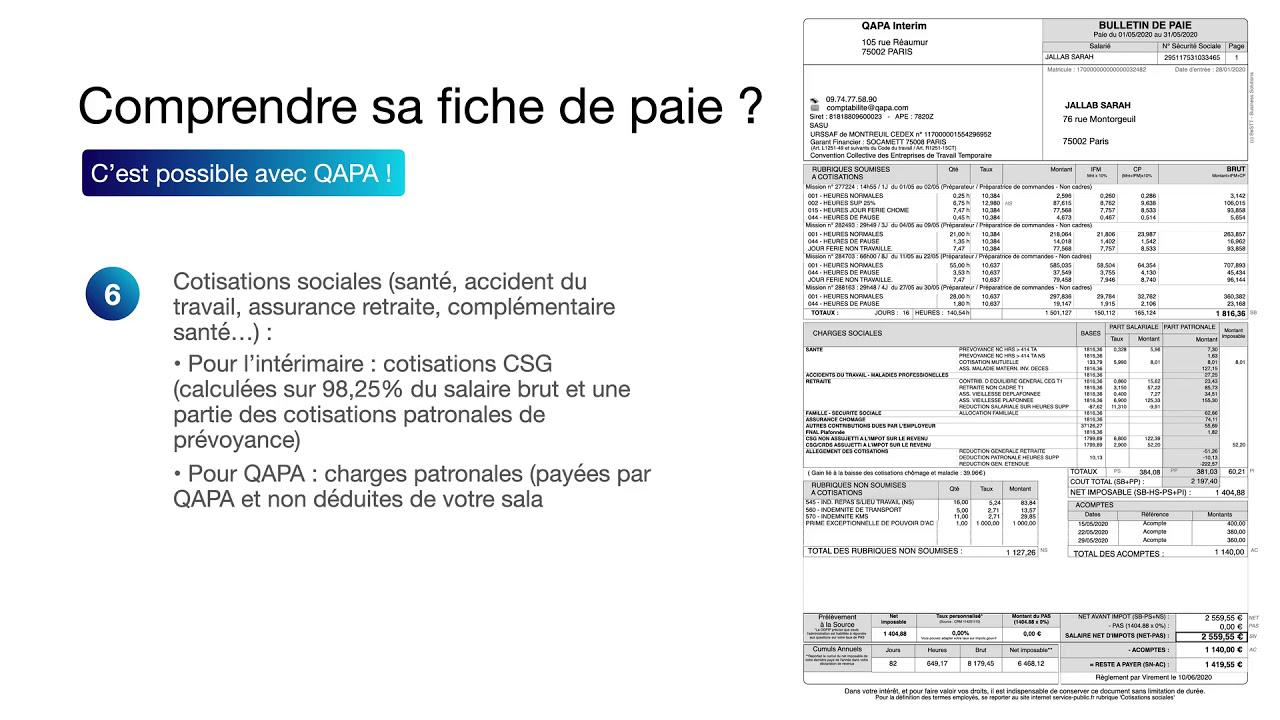 Comprendre sa fiche de paie ?
C'est possible avec QAPA !
6
Cotisations sociales (santé, accident du
travail, assurance retraite, complémentaire
santé…) :
• Pour l'intérimaire : cotisations CSG
(calculées sur 98,25% du salaire brut et une
partie des cotisations patronales de
prévoyance)
• Pour QAPA : charges patronales (payées par
QAPA et non déduites de votre sala
QAPA Interim
105 rue Réaumur
75002 PARIS
BULLETIN DE PAIE
Paie du 01/05/2020 au 31/05/2020
Salarié N° Sécurité Sociale Page
JALLAB SARAH 295117531033465 1
Matricule : Date d'entrée : 28/01/2020
09.74.77.58.90
comptabilite@qapa.com
Siret : 81818809600023 - APE : 7820Z
SASU
URSSAF de MONTREUIL CEDEX n° 117000001554296952
Garant Financier : SOCAMETT 75008 PARIS
(Art. L1251-49 et suivants du Code du travail / Art. R1251-15CT)
Convention Collective des Entreprises de Travail Temporaire
JALLAB SARAH
76 rue Montorgeuil
75002 Paris
RUBRIQUES SOUMISES A COTISATIONS Qté Taux Montant IFM CP BRUT
Mission n° 277224 : 14h55 / 1J du 01/05 au 02/05 (Préparateur / Préparatrice de commandes - Non cadres)
001 - HEURES NORMALES 0,25 h 10,384 2,596 0,260 0,286 3,142
002 - HEURES SUP 25% 6,75 h 12,980 87,615 8,762 9,638 106,015
015 - HEURES JOUR FERIE CHOME 7,47 h 10,384 77,568 7,757 8,533 93,858
044 - HEURES DE PAUSE 0,45 h 10,384 4,673 0,467 0,514 5,654
Mission n° 282493 : 29h49 / 3J du 04/05 au 09/05 (Préparateur / Préparatrice de commandes - Non cadres)
001 - HEURES NORMALES 21,00 h 10,384 218,064 21,806 23,987 263,857
044 - HEURES DE PAUSE 1,35 h 10,384 14,018 1,402 1,542 16,962
JOUR FERIE NON TRAVAILLE. 7,47 10,384 77,568 7,757 8,533 93,858
Mission n° 284703 : 66h00 / 8J du 11/05 au 22/05 (Préparateur / Préparatrice de commandes - Non cadres)
001 - HEURES NORMALES 55,00 h 10,637 585,035 58,504 64,354 707,893
044 - HEURES DE PAUSE 3,53 h 10,637 37,549 3,755 4,130 45,434
JOUR FERIE NON TRAVAILLE. 7,47 10,637 79,458 7,946 8,740 96,144
Mission n° 288163 : 29h48 / 4J du 27/05 au 30/05 (Préparateur / Préparatrice de commandes - Non cadres)
001 - HEURES NORMALES 28,00 h 10,637 297,836 29,784 32,762 360,382
044 - HEURES DE PAUSE 1,80 h 10,637 19,147 1,915 2,106 23,168
TOTAUX : JOURS : 16 HEURES : 140,54h 1 501,127 150,112 165,124 1 816,36 SB
CHARGES SOCIALES BASES PART SALARIALE PART PATRONALE Montant imposable
Taux Montant Montant
SANTE PREVOYANCE NC HRS > 414 TA 1816,36 0,328 5,96 7,30
PREVOYANCE NC HRS > 414 TA NS 1816,36 1,63
COTISATION MUTUELLE 133,79 5,990 8,01 8,01 8,01
ASS. MALADIE MATERN. INV. DECES 1816,36 127,15
ACCIDENTS DU TRAVAIL - MALADIES PROFESSIONELLES 1816,36 27,25
RETRAITE CONTRIB. D EQUILIBRE GENERAL CEG T1 1816,36 0,860 15,62 23,43
RETRAITE NON CADRE T1 1816,36 3,150 57,22 85,73
ASS. VIEILLESSE DEPLAFONNEE 1816,36 0,400 7,27 34,51
ASS. VIEILLESSE PLAFONNEE 1816,36 6,900 125,33 155,30
REDUCTION SALARIALE SUR HEURES SUPP -87,62 11,310 -9,91
FAMILLE - SECURITE SOCIALE ALLOCATION FAMILIALE 1816,36 62,66
ASSURANCE CHOMAGE 1816,36 74,11
AUTRES CONTRIBUTIONS DUES PAR L'EMPLOYEUR 37126,27 55,69
FNAL Plafonnée 1816,36 1,82
CSG NON ASSUJETTI A L'IMPOT SUR LE REVENU 1799,89 6,800 122,39
CSG/CRDS ASSUJETTI A L'IMPOT SUR LE REVENU 1799,89 2,900 52,20 52,20
ALLEGEMENT DES COTISATIONS REDUCTION GENERALE RETRAITE -51,26
DEDUCTION PATRONALE HEURES SUPP 10,13 -10,13
REDUCTION GEN. ETENDUE -222,57
( Gain lié à la baisse des cotisations chômage et maladie : 39.96€ )
TOTAUX PS 384,08 PP 381,03 60,21 PI
COUT TOTAL (SB+PP) : 2 197,40
NET IMPOSABLE (SB-HS-PS+PI) : 1 404,88
RUBRIQUES NON SOUMISES A COTISATIONS Qté Taux Montant
545 - IND. REPAS S/LIEU TRAVAIL (NS) 16,00 5,24 83,84
560 - INDEMNITE DE TRANSPORT 5,00 2,71 13,57
570 - INDEMNITE KMS 11,00 2,71 29,85
PRIME EXCEPTIONNELLE DE POUVOIR D'AC 1,00 1 000,00 1 000,00
TOTAL DES RUBRIQUES NON SOUMISES : 1 127,26 NS
ACOMPTES
Dates Référence Montants
15/05/2020 Acompte 400,00
22/05/2020 Acompte 380,00
29/05/2020 Acompte 360,00
TOTAL DES ACOMPTES : 1 140,00 AC
Prélèvement à la Source Net imposable Taux personnalisé* Montant du PAS (1404.88 x 0%)
1 404,88 0,00% 0,00 €
Cumuls Annuels Jours Heures Brut Net imposable**
82 649,17 8 179,45 6 468,12
NET AVANT IMPOT (SB-PS+NS) : 2 559,55 € NET
- PAS (1404.88 x 0%) : 0,00 € PAS
SALAIRE NET D'IMPOTS (NET-PAS) : 2 559,55 € SN
- ACOMPTES : 1 140,00 € AC
= RESTE A PAYER (SN-AC) : 1 419,55 €
Règlement par Virement le 10/06/2020
Dans votre intérêt, et pour faire valoir vos droits, il est indispensable de conserver ce document sans limitation de durée.
Pour la définition des termes employés, se reporter au site internet service-public.fr rubrique 'Cotisations sociales'